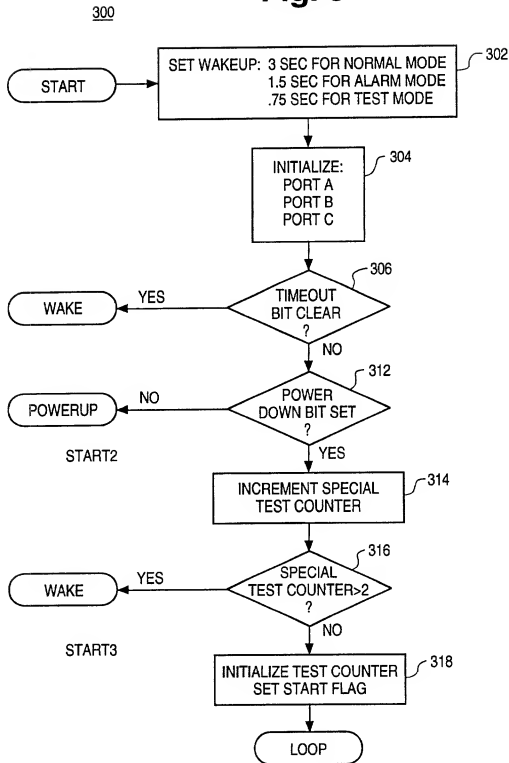 300
START
SET WAKEUP: 3 SEC FOR NORMAL MODE
1.5 SEC FOR ALARM MODE
.75 SEC FOR TEST MODE
302
INITIALIZE:
PORT A
PORT B
PORT C
304
TIMEOUT
BIT CLEAR
?
306
YES
WAKE
NO
POWER
DOWN BIT SET
?
312
NO
POWERUP
START2
YES
INCREMENT SPECIAL
TEST COUNTER
314
SPECIAL
TEST COUNTER>2
?
316
YES
WAKE
START3
NO
INITIALIZE TEST COUNTER
SET START FLAG
318
LOOP